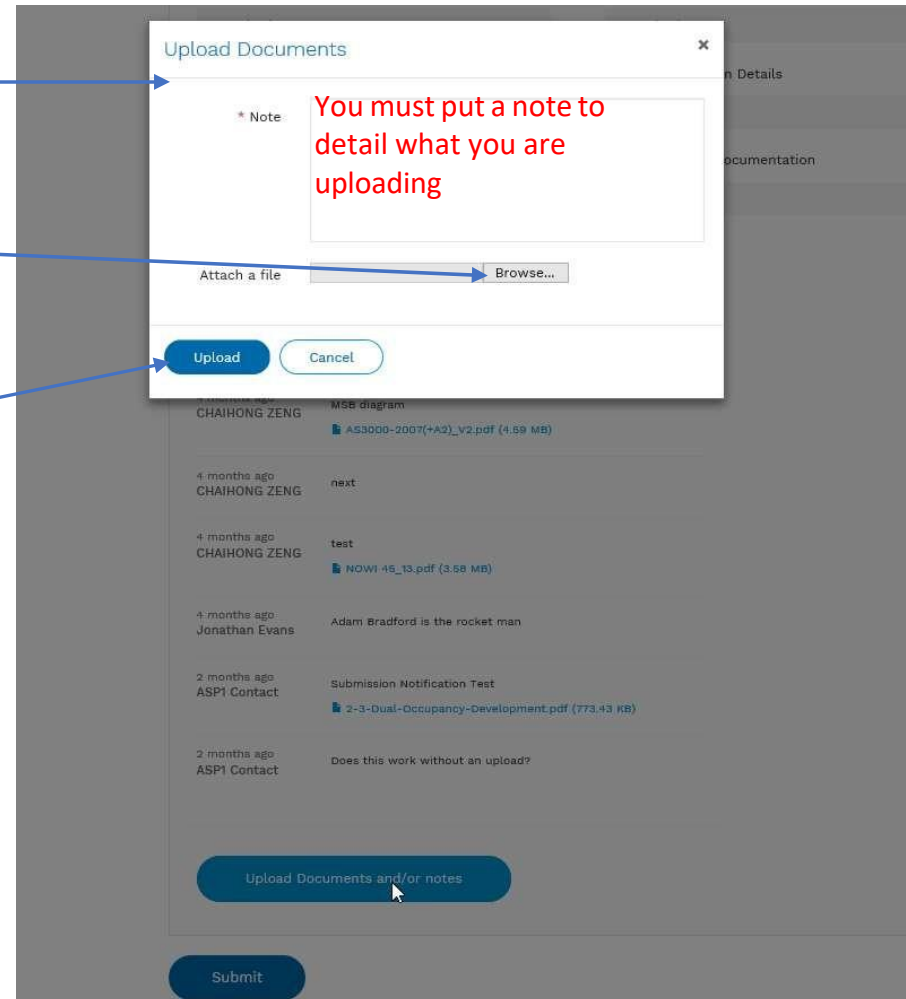 Upload Documents
×
n Details
* Note
You must put a note to
detail what you are
uploading
ocumentation
Attach a file
Browse...
Upload
Cancel
4 months ago
CHAIHONG ZENG
MSB diagram
AS3000-2007(+A2)_V2.pdf (4.59 MB)
4 months ago
CHAIHONG ZENG
next
4 months ago
CHAIHONG ZENG
test
NOWI 45_13.pdf (3.58 MB)
4 months ago
Jonathan Evans
Adam Bradford is the rocket man
2 months ago
ASP1 Contact
Submission Notification Test
2-3-Dual-Occupancy-Development.pdf (773.43 KB)
2 months ago
ASP1 Contact
Does this work without an upload?
Upload Documents and/or notes
Submit